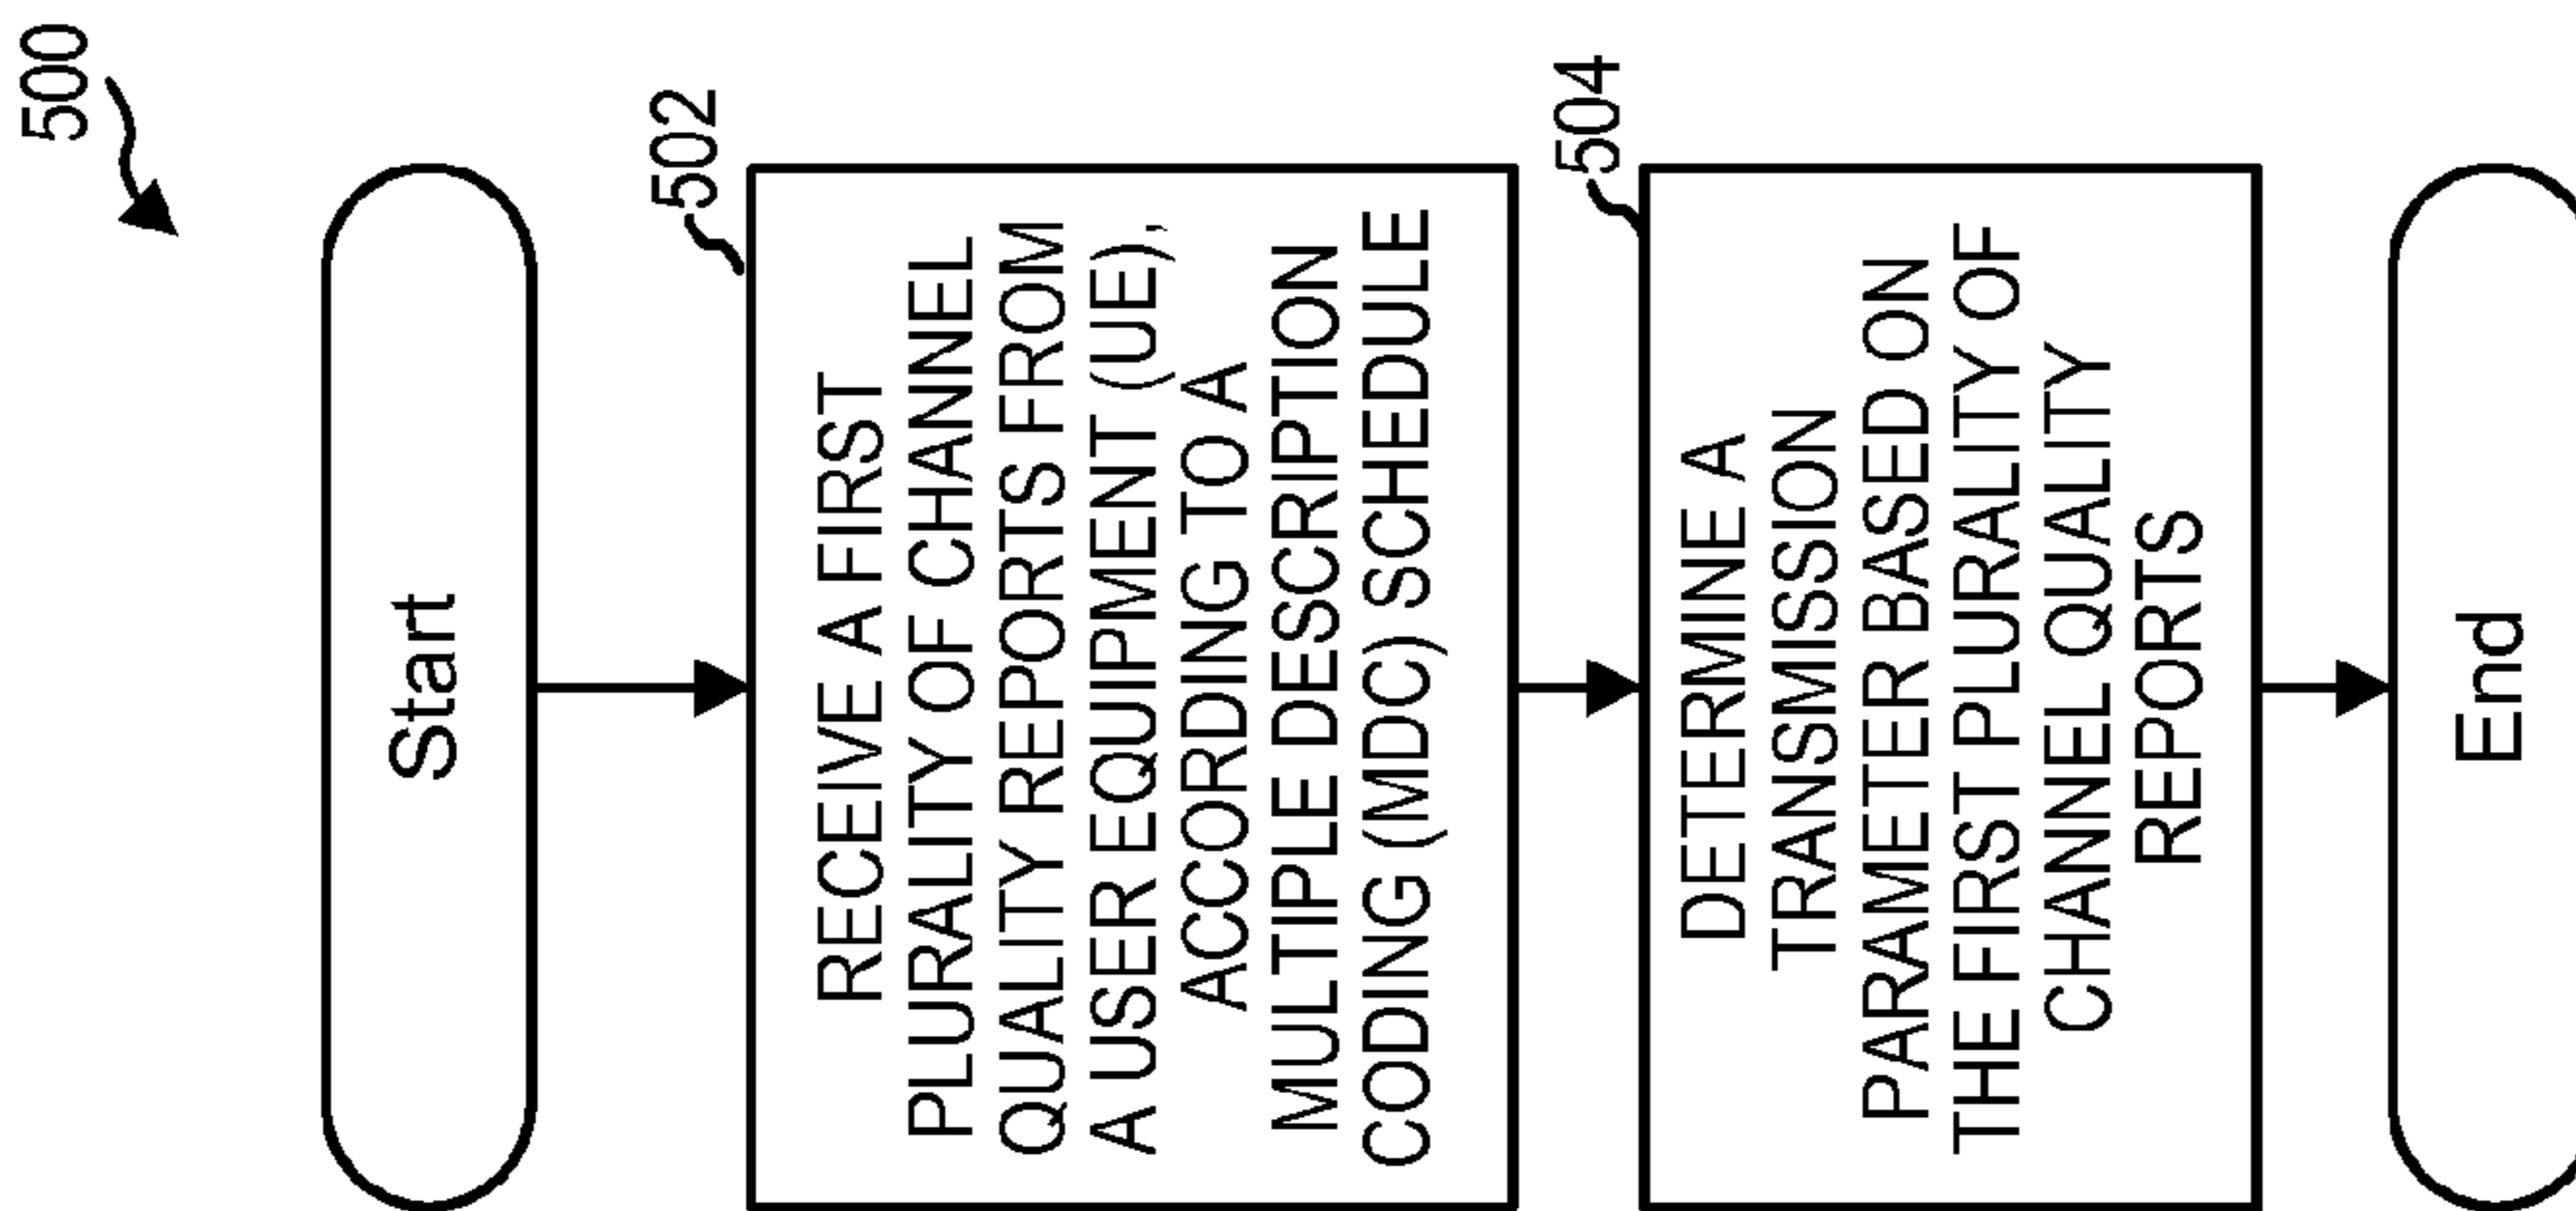 500
Start
502
RECEIVE A FIRST
PLURALITY OF CHANNEL
QUALITY REPORTS FROM
A USER EQUIPMENT (UE),
ACCORDING TO A
MULTIPLE DESCRIPTION
CODING (MDC) SCHEDULE
504
DETERMINE A
TRANSMISSION
PARAMETER BASED ON
THE FIRST PLURALITY OF
CHANNEL QUALITY
REPORTS
End